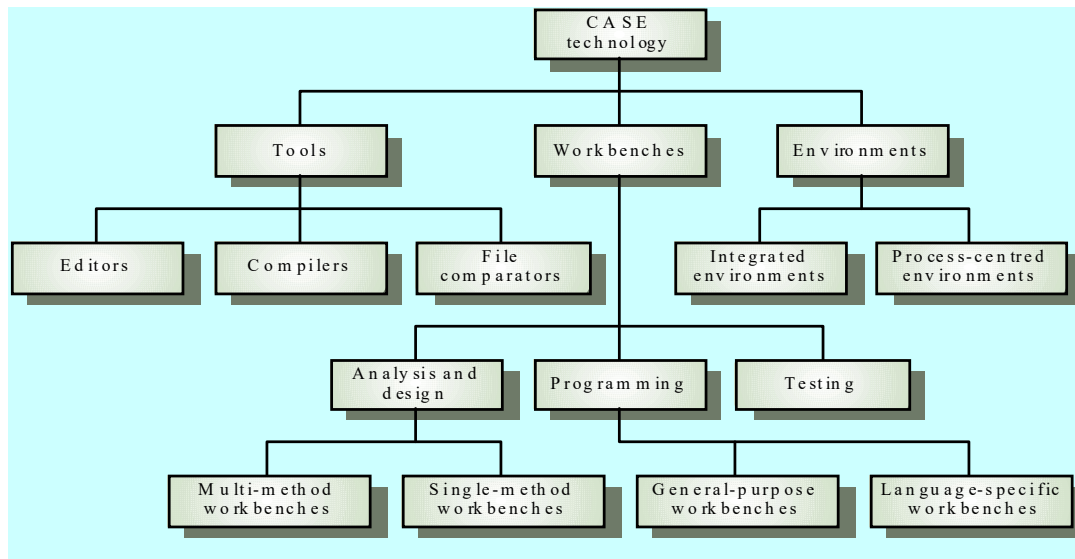 CASE
technology
Tools
Workbenches
Environments
Editors
Compilers
File
comparators
Integrated
environments
Process-centred
environments
Analysis and
design
Programming
Testing
Multi-method
workbenches
Single-method
workbenches
General-purpose
workbenches
Language-specific
workbenches